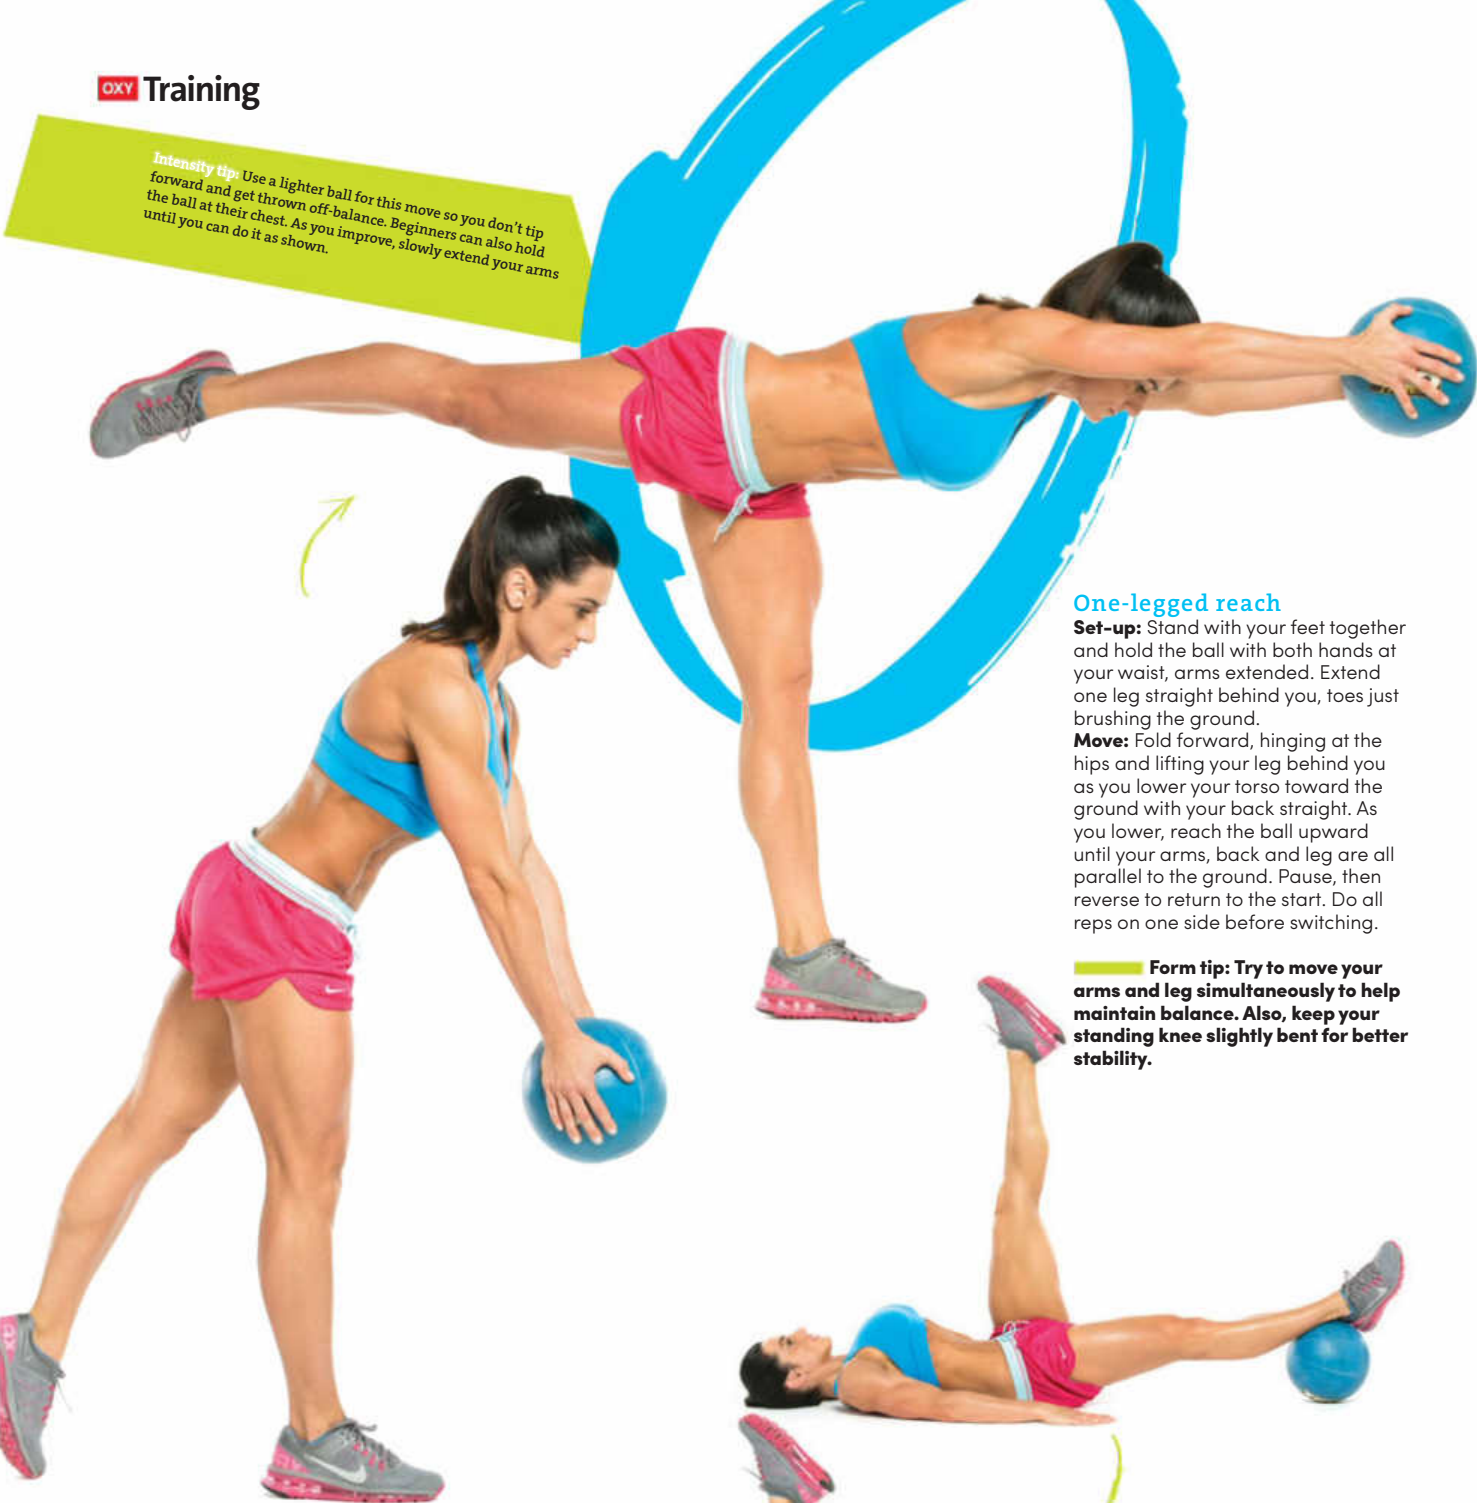 OXY Training
Intensity tip: Use a lighter ball for this move so you don't tip
forward and get thrown off-balance. Beginners can also hold
the ball at their chest. As you improve, slowly extend your arms
until you can do it as shown.
One-legged reach
Set-up: Stand with your feet together
and hold the ball with both hands at
your waist, arms extended. Extend
one leg straight behind you, toes just
brushing the ground.
Move: Fold forward, hinging at the
hips and lifting your leg behind you
as you lower your torso toward the
ground with your back straight. As
you lower, reach the ball upward
until your arms, back and leg are all
parallel to the ground. Pause, then
reverse to return to the start. Do all
reps on one side before switching.
Form tip: Try to move your
arms and leg simultaneously to help
maintain balance. Also, keep your
standing knee slightly bent for better
stability.